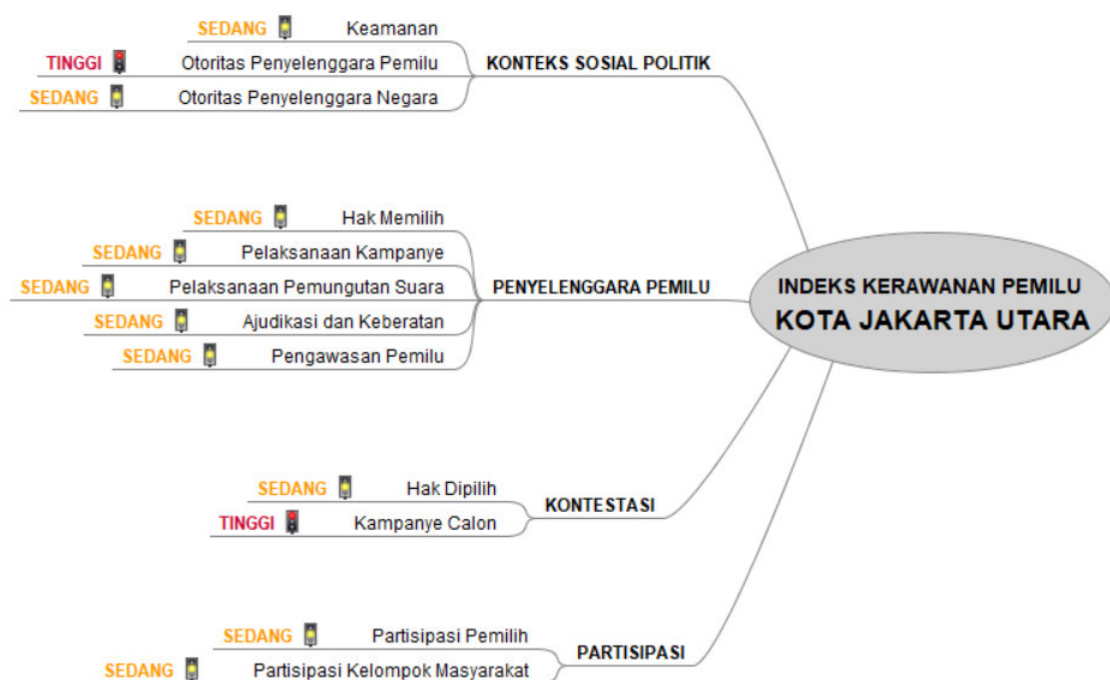 SEDANG Keamanan
TINGGI Otoritas Penyelenggara Pemilu
SEDANG Otoritas Penyelenggara Negara
KONTEKS SOSIAL POLITIK
SEDANG Hak Memilih
SEDANG Pelaksanaan Kampanye
SEDANG Pelaksanaan Pemungutan Suara
SEDANG Ajudikasi dan Keberatan
SEDANG Pengawasan Pemilu
PENYELENGGARA PEMILU
INDEKS KERAWANAN PEMILU
KOTA JAKARTA UTARA
SEDANG Hak Dipilih
TINGGI Kampanye Calon
KONTESTASI
SEDANG Partisipasi Pemilih
SEDANG Partisipasi Kelompok Masyarakat
PARTISIPASI